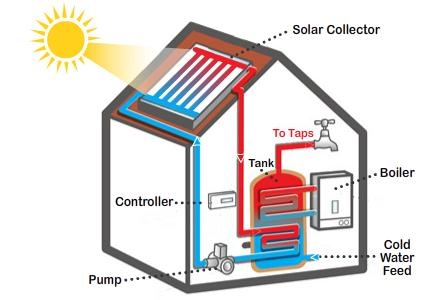 Solar Collector
To Taps
Tank
Boiler
Controller
Cold
Water
Feed
Pump